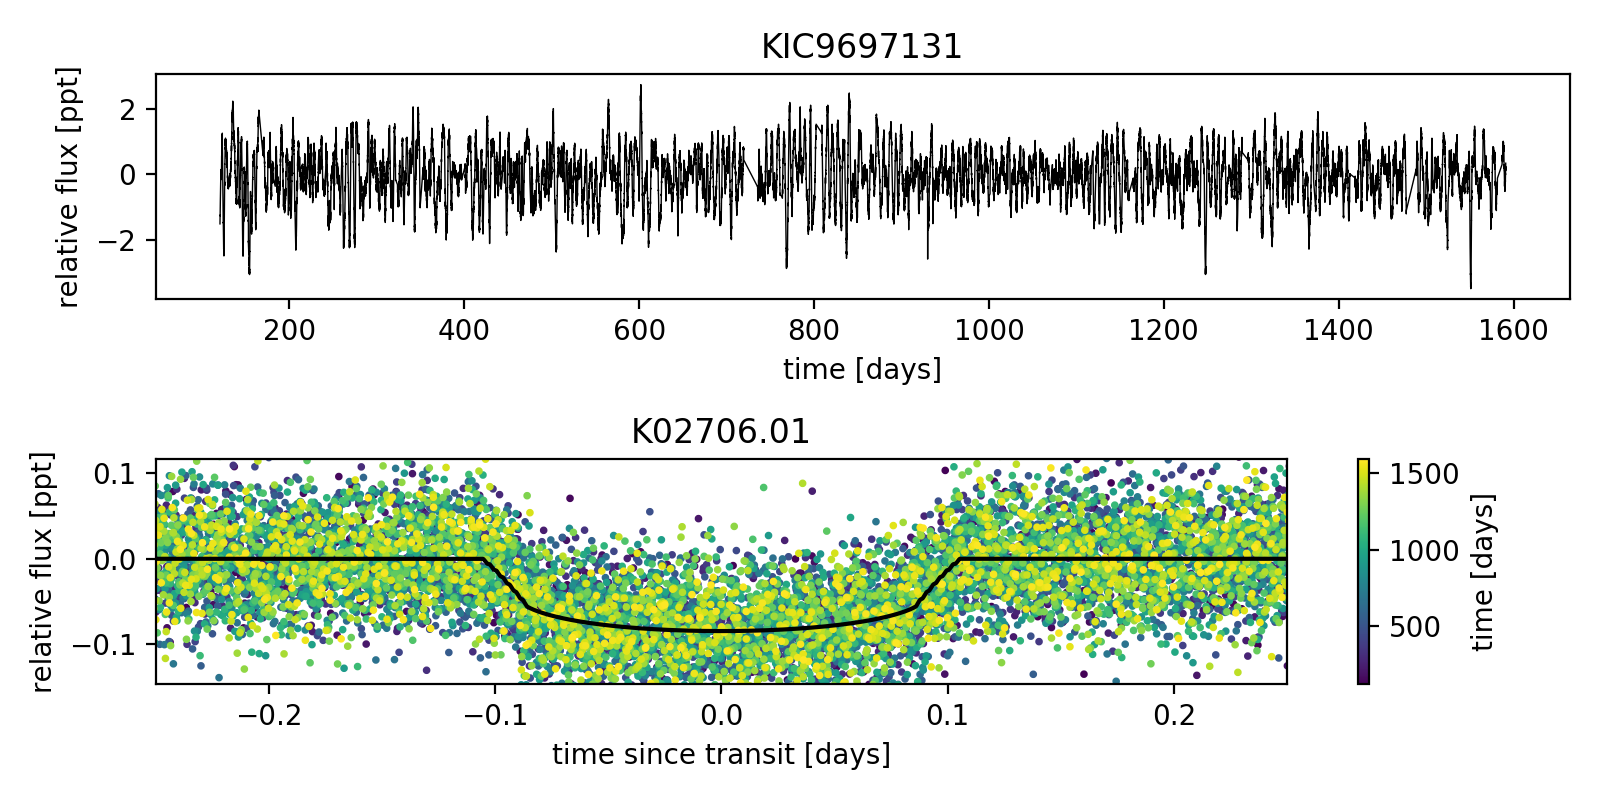 KIC9697131
relative flux [ppt]
2
0
−2
200 400 600 800 1000 1200 1400 1600
time [days]
K02706.01
relative flux [ppt]
0.1
0.0
−0.1
−0.2 −0.1 0.0 0.1 0.2
time since transit [days]
1500
1000
500
time [days]